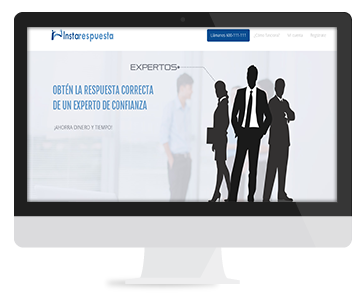 Instarespuesta
EXPERTOS
OBTÉN LA RESPUESTA CORRECTA
DE UN EXPERTO DE CONFIANZA
¡AHORRA DINERO Y TIEMPO!